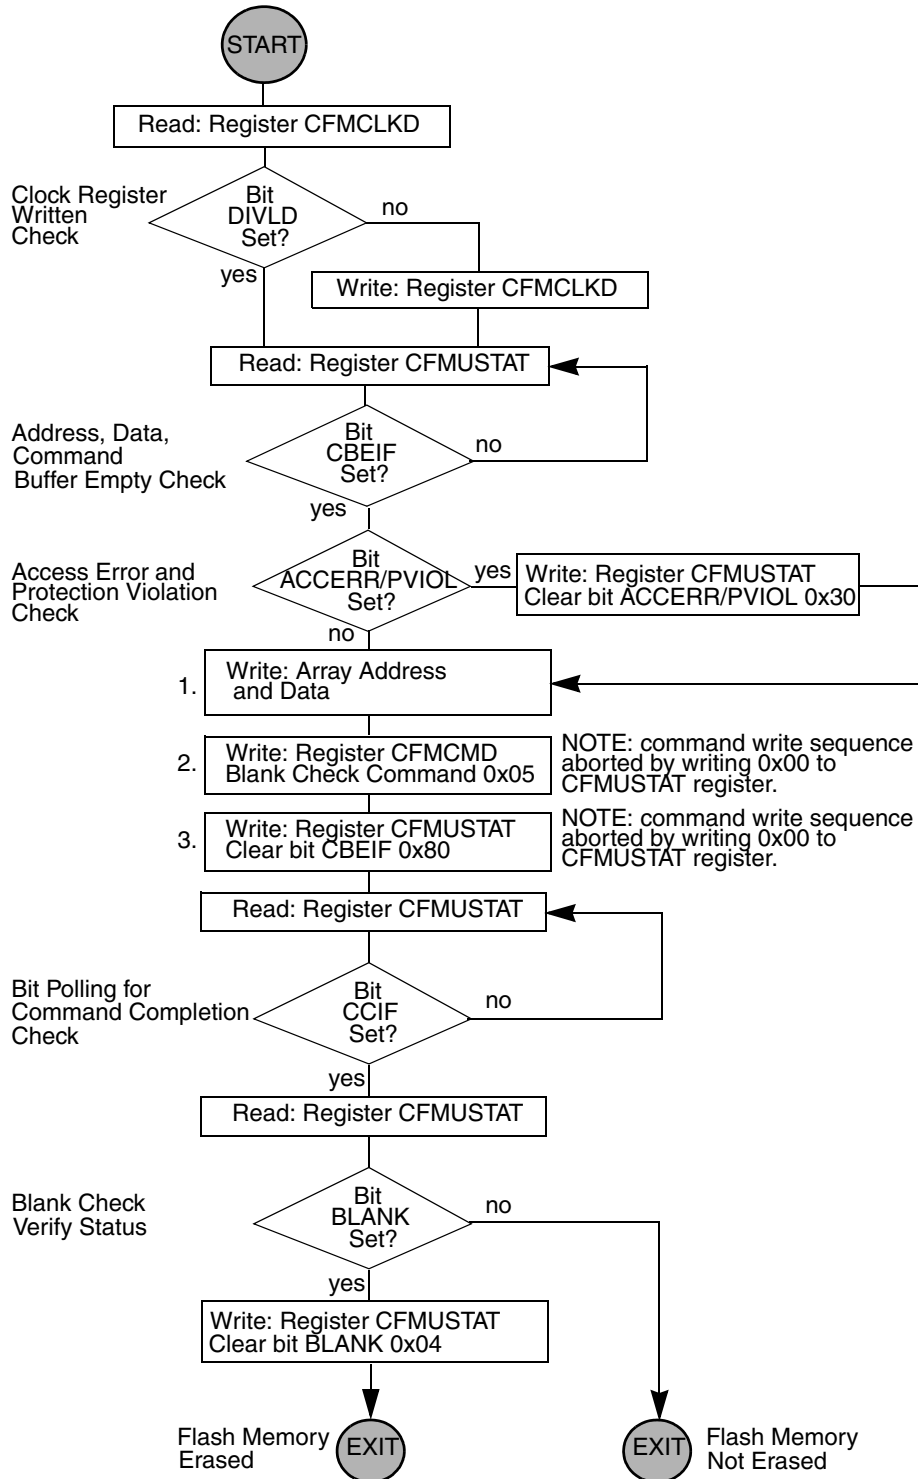 START
Read: Register CFMCLKD
Clock Register
Written
Check
Bit
DIVLD
Set?
no
yes
Write: Register CFMCLKD
Read: Register CFMUSTAT
Address, Data,
Command
Buffer Empty Check
Bit
CBEIF
Set?
no
yes
Access Error and
Protection Violation
Check
Bit
ACCERR/PVIOL
Set?
yes
Write: Register CFMUSTAT
Clear bit ACCERR/PVIOL 0x30
no
1.
Write: Array Address
and Data
2.
Write: Register CFMCMD
Blank Check Command 0x05
NOTE: command write sequence
aborted by writing 0x00 to
CFMUSTAT register.
3.
Write: Register CFMUSTAT
Clear bit CBEIF 0x80
NOTE: command write sequence
aborted by writing 0x00 to
CFMUSTAT register.
Read: Register CFMUSTAT
Bit Polling for
Command Completion
Check
Bit
CCIF
Set?
no
yes
Read: Register CFMUSTAT
Blank Check
Verify Status
Bit
BLANK
Set?
no
yes
Write: Register CFMUSTAT
Clear bit BLANK 0x04
Flash Memory
Erased
EXIT
EXIT
Flash Memory
Not Erased